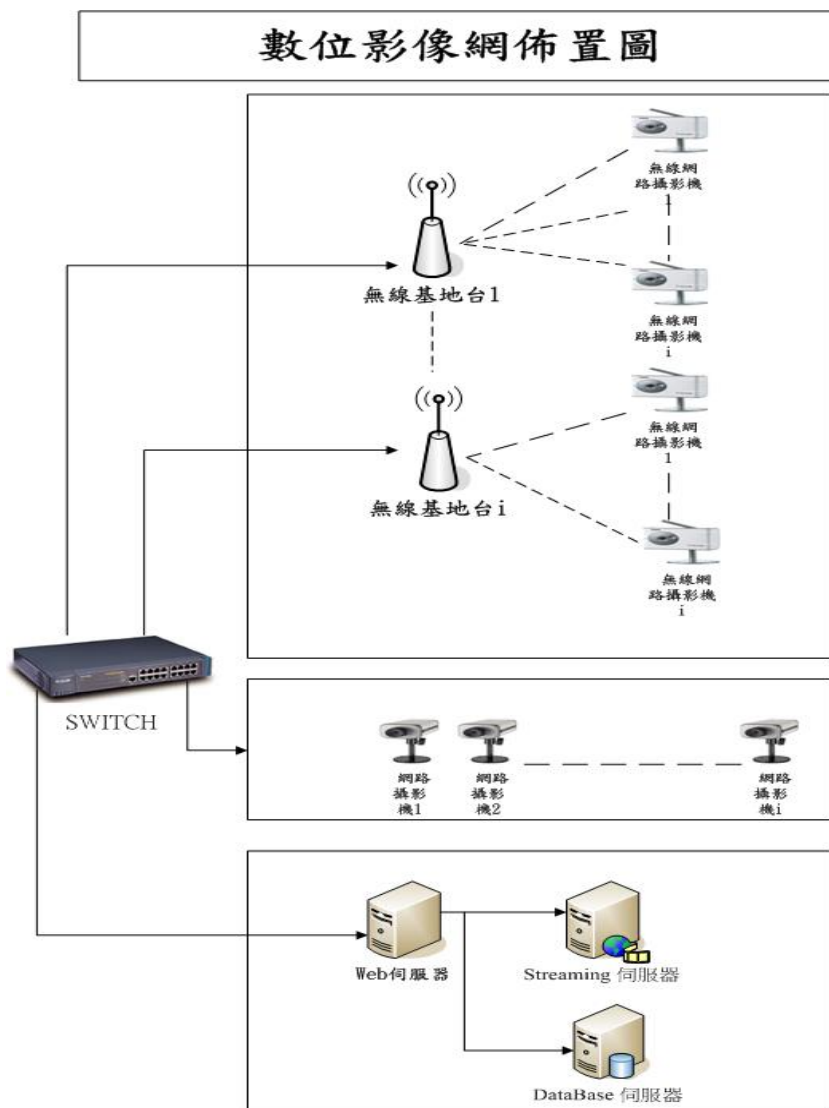 數位影像網佈置圖
無線網
路攝影機
1
無線基地台1
無線網
路攝影機
i
無線網
路攝影機
1
無線基地台i
無線網
路攝影機
i
SWITCH
網路
攝影
機1
網路
攝影
機2
網路
攝影
機i
Web伺服器
Streaming 伺服器
DataBase 伺服器